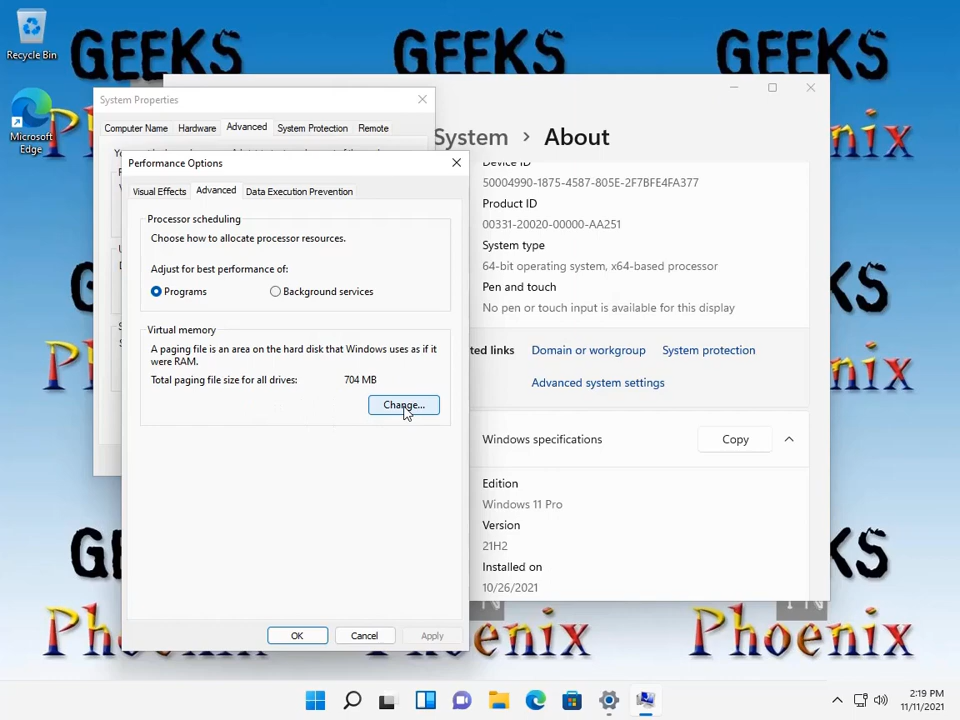 GEEKS GEEKS GEEKS
Recycle Bin
Microsoft
Edge
System Properties
Computer Name Hardware Advanced System Protection Remote
System > About
Device ID
50004990-1875-4587-805E-2F7BFE4FA377
Product ID
00331-20020-00000-AA251
System type
64-bit operating system, x64-based processor
Pen and touch
No pen or touch input is available for this display
ted links Domain or workgroup System protection
Advanced system settings
Windows specifications Copy
Edition
Windows 11 Pro
Version
21H2
Installed on
10/26/2021
Performance Options
Visual Effects Advanced Data Execution Prevention
Processor scheduling
Choose how to allocate processor resources.
Adjust for best performance of:
Programs Background services
Virtual memory
A paging file is an area on the hard disk that Windows uses as if it
were RAM.
Total paging file size for all drives: 704 MB
Change...
OK Cancel Apply
IN
Phoenix Phoenix
2:19 PM
11/11/2021